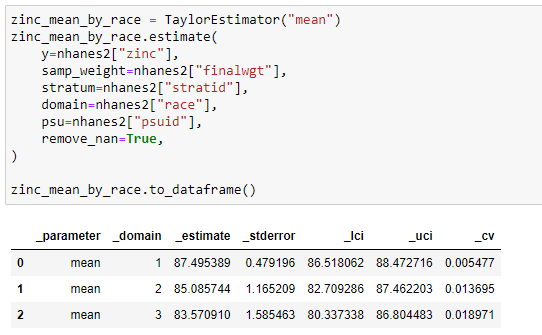 zinc_mean_by_race = TaylorEstimator("mean")
zinc_mean_by_race.estimate(
    y=nhanes2["zinc"],
    samp_weight=nhanes2["finalwgt"],
    stratum=nhanes2["stratid"],
    domain=nhanes2["race"],
    psu=nhanes2["psuid"],
    remove_nan=True,
)
zinc_mean_by_race.to_dataframe()
_parameter _domain _estimate _stderror _lci _uci _cv
0 mean 1 87.495389 0.479196 86.518062 88.472716 0.005477
1 mean 2 85.085744 1.165209 82.709286 87.462203 0.013695
2 mean 3 83.570910 1.585463 80.337338 86.804483 0.018971